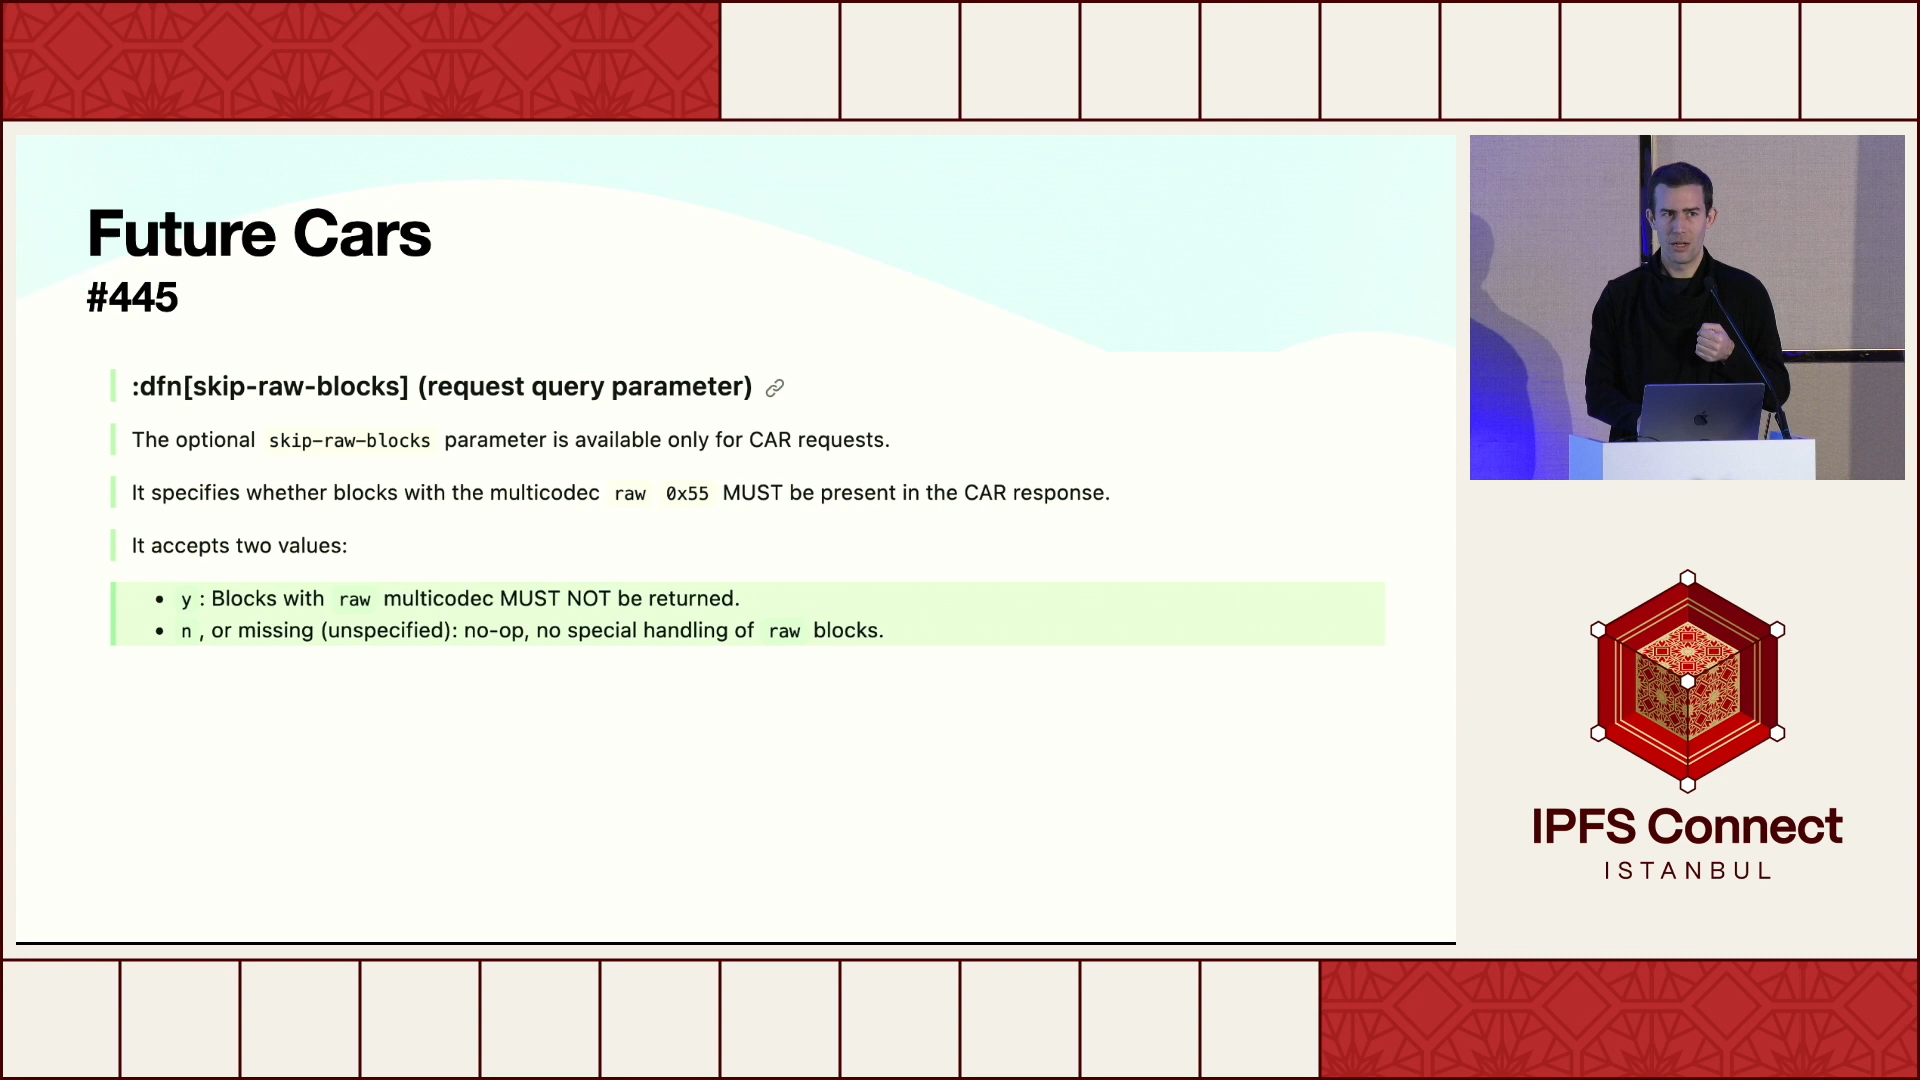 Future Cars
#445
:dfn[skip-raw-blocks] (request query parameter)
The optional skip-raw-blocks parameter is available only for CAR requests.
It specifies whether blocks with the multicodec raw 0x55 MUST be present in the CAR response.
It accepts two values:
• y : Blocks with raw multicodec MUST NOT be returned.
• n , or missing (unspecified): no-op, no special handling of raw blocks.
IPFS Connect
ISTANBUL